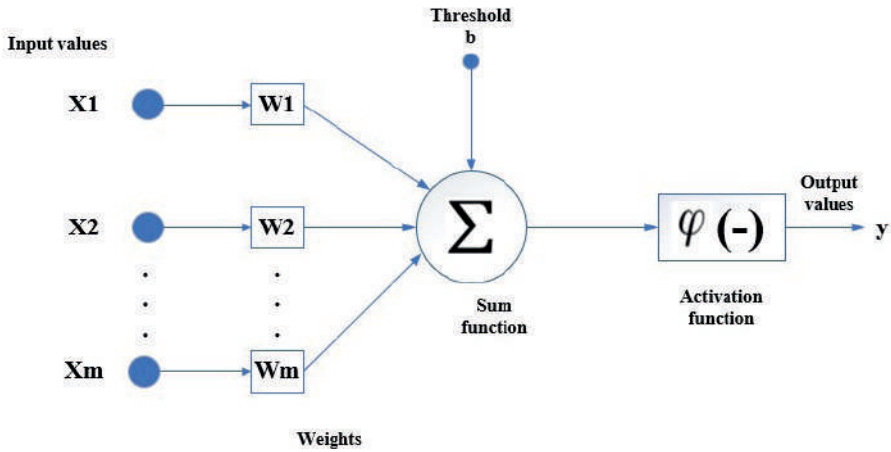 Threshold
b
Input values
X1
W1
X2
W2
Σ
φ (-)
Output
values
y
Sum
function
Activation
function
Xm
Wm
Weights